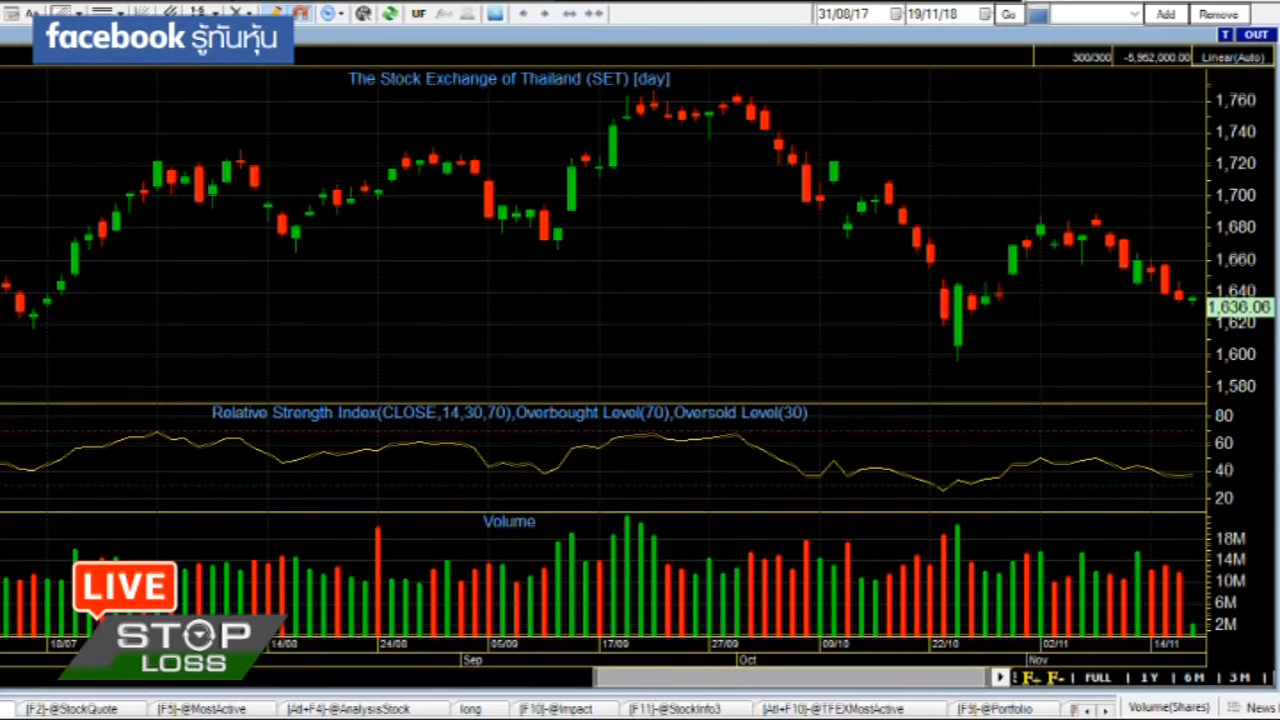 31/08/17
19/11/18
Go
Add
Remove
UF
facebook รู้ทันหุ้น
T OUT
300/300 -5,952,000.00 Linear(Auto)
The Stock Exchange of Thailand (SET) [day]
1,760
1,740
1,720
1,700
1,680
1,660
1,640
1,636.06
1,620
1,600
1,580
Relative Strength Index(CLOSE,14,30,70),Overbought Level(70),Oversold Level(30)
80
60
40
20
Volume
18M
14M
10M
6M
2M
LIVE
STOP
LOSS
18/07 14/08 24/08 05/09 17/09 27/09 09/10 22/10 02/11 14/11
Sep Oct Nov
F+ F- FULL 1Y 6M 3M
[F2]-@StockQuote [F5]-@MostActive [Alt+F4]-@AnalysisStock long [F10]-@Impact [F11]-@StockInfo3 [Alt+F10]-@TFEXMostActive [F9]-@Portfolio Volume(Shares) News